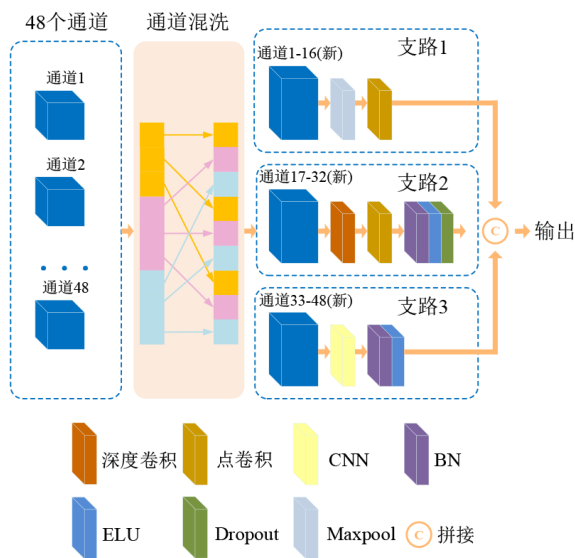 48个通道
通道混洗
通道1
通道2
...
通道48
通道1-16(新)
支路1
通道17-32(新)
支路2
通道33-48(新)
支路3
C
输出
深度卷积
点卷积
CNN
BN
ELU
Dropout
Maxpool
C 拼接